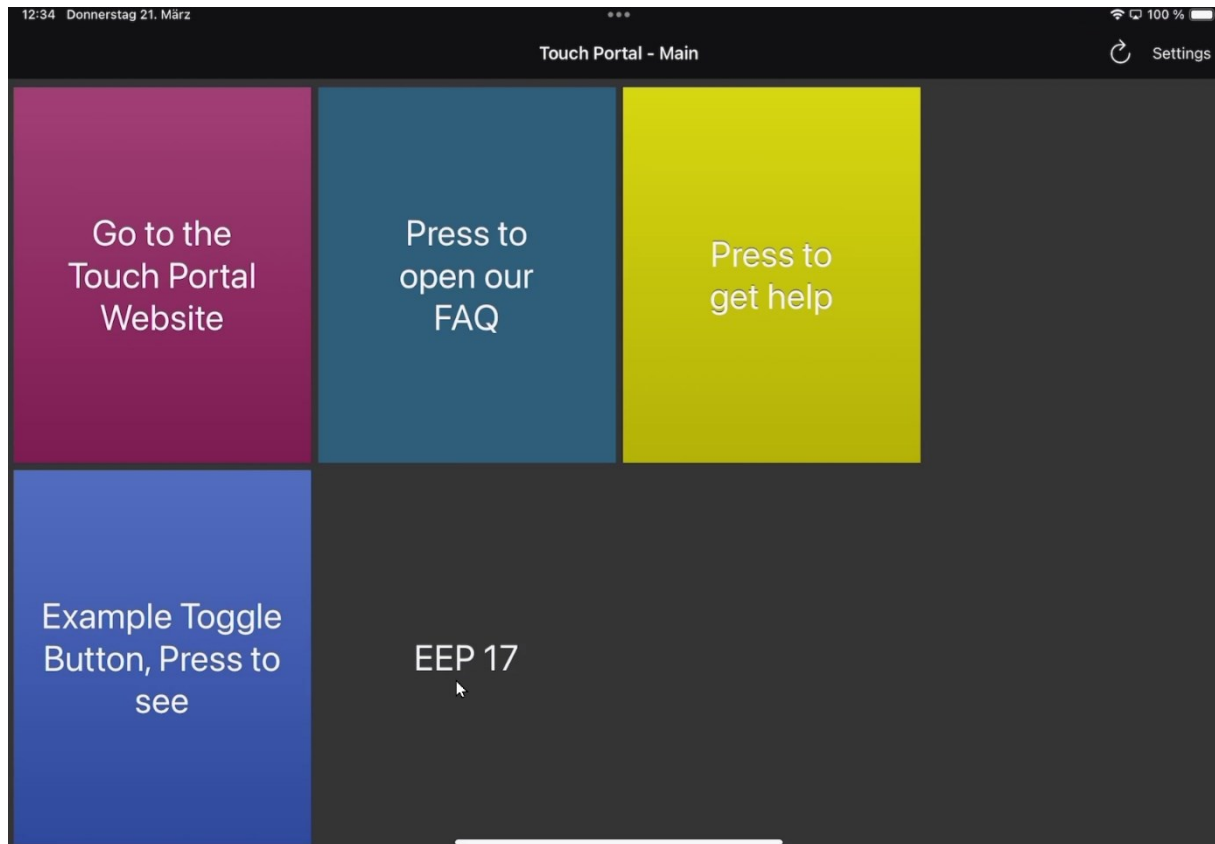 12:34 Donnerstag 21. März
100 %
Touch Portal - Main
Settings
Go to the
Touch Portal
Website
Press to
open our
FAQ
Press to
get help
Example Toggle
Button, Press to
see
EEP 17